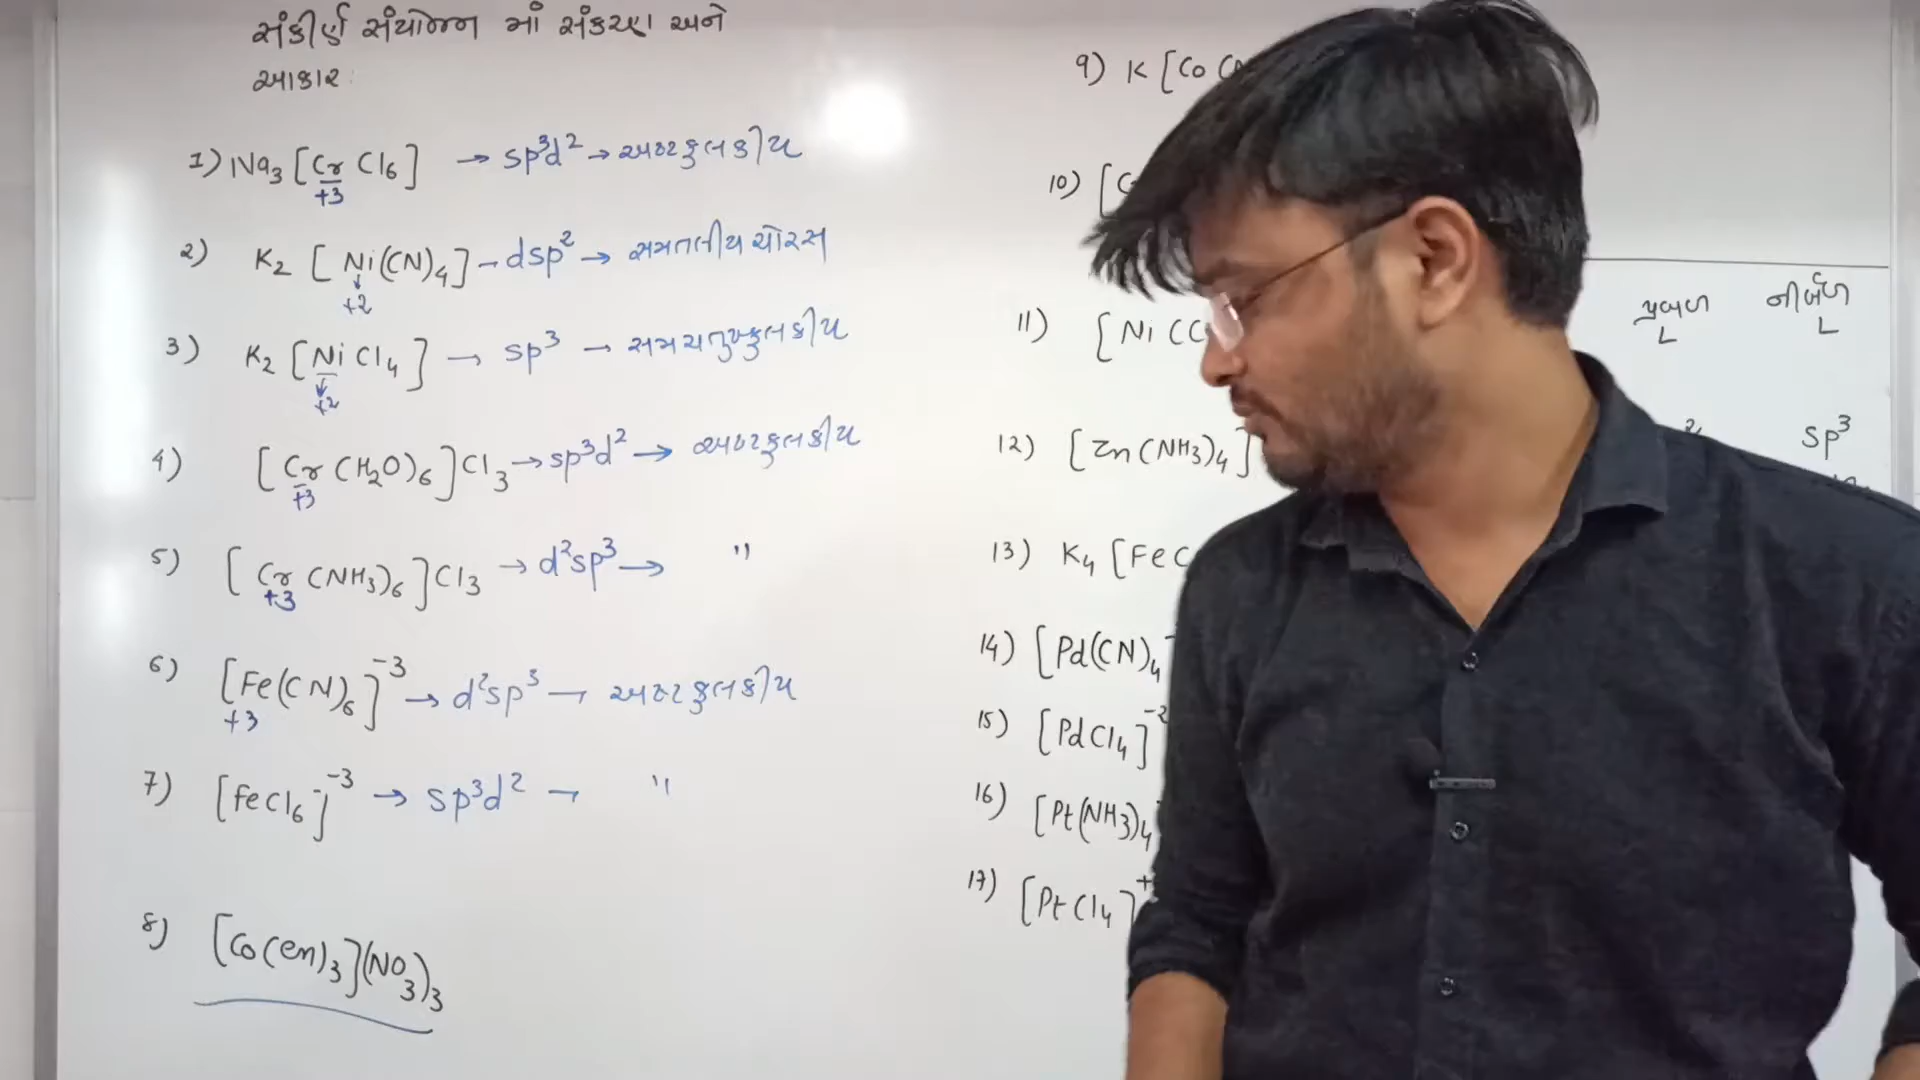 સંકીર્ણ સંયોજન માં સંકરણ અને
આકાર:
1) Na3 [Cr Cl6] → sp³d² → અષ્ટફલકીય
+3
2) K2 [Ni(CN)4] → dsp² → સમતલીય ચોરસ
↓
+2
3) K2 [Ni Cl4] → sp³ → સમચતુષ્ફલકીય
↓
+2
4) [Cr (H2O)6]Cl3 → sp³d² → અષ્ટફલકીય
+3
5) [Cr (NH3)6]Cl3 → d²sp³ → "
+3
6) [Fe(CN)6]⁻³ → d²sp³ → અષ્ટફલકીય
+3
7) [FeCl6]⁻³ → sp³d² → "
8) [Co(en)3](NO3)3
9) K [Co
10) [C
11) [Ni (C
12) [Zn(NH3)4]
13) K4 [Fe C
14) [Pd(CN)4
15) [PdCl4]⁻²
16) [Pt(NH3)4
17) [PtCl4]⁺
પ્રબળ L
નીર્બળ L
sp³